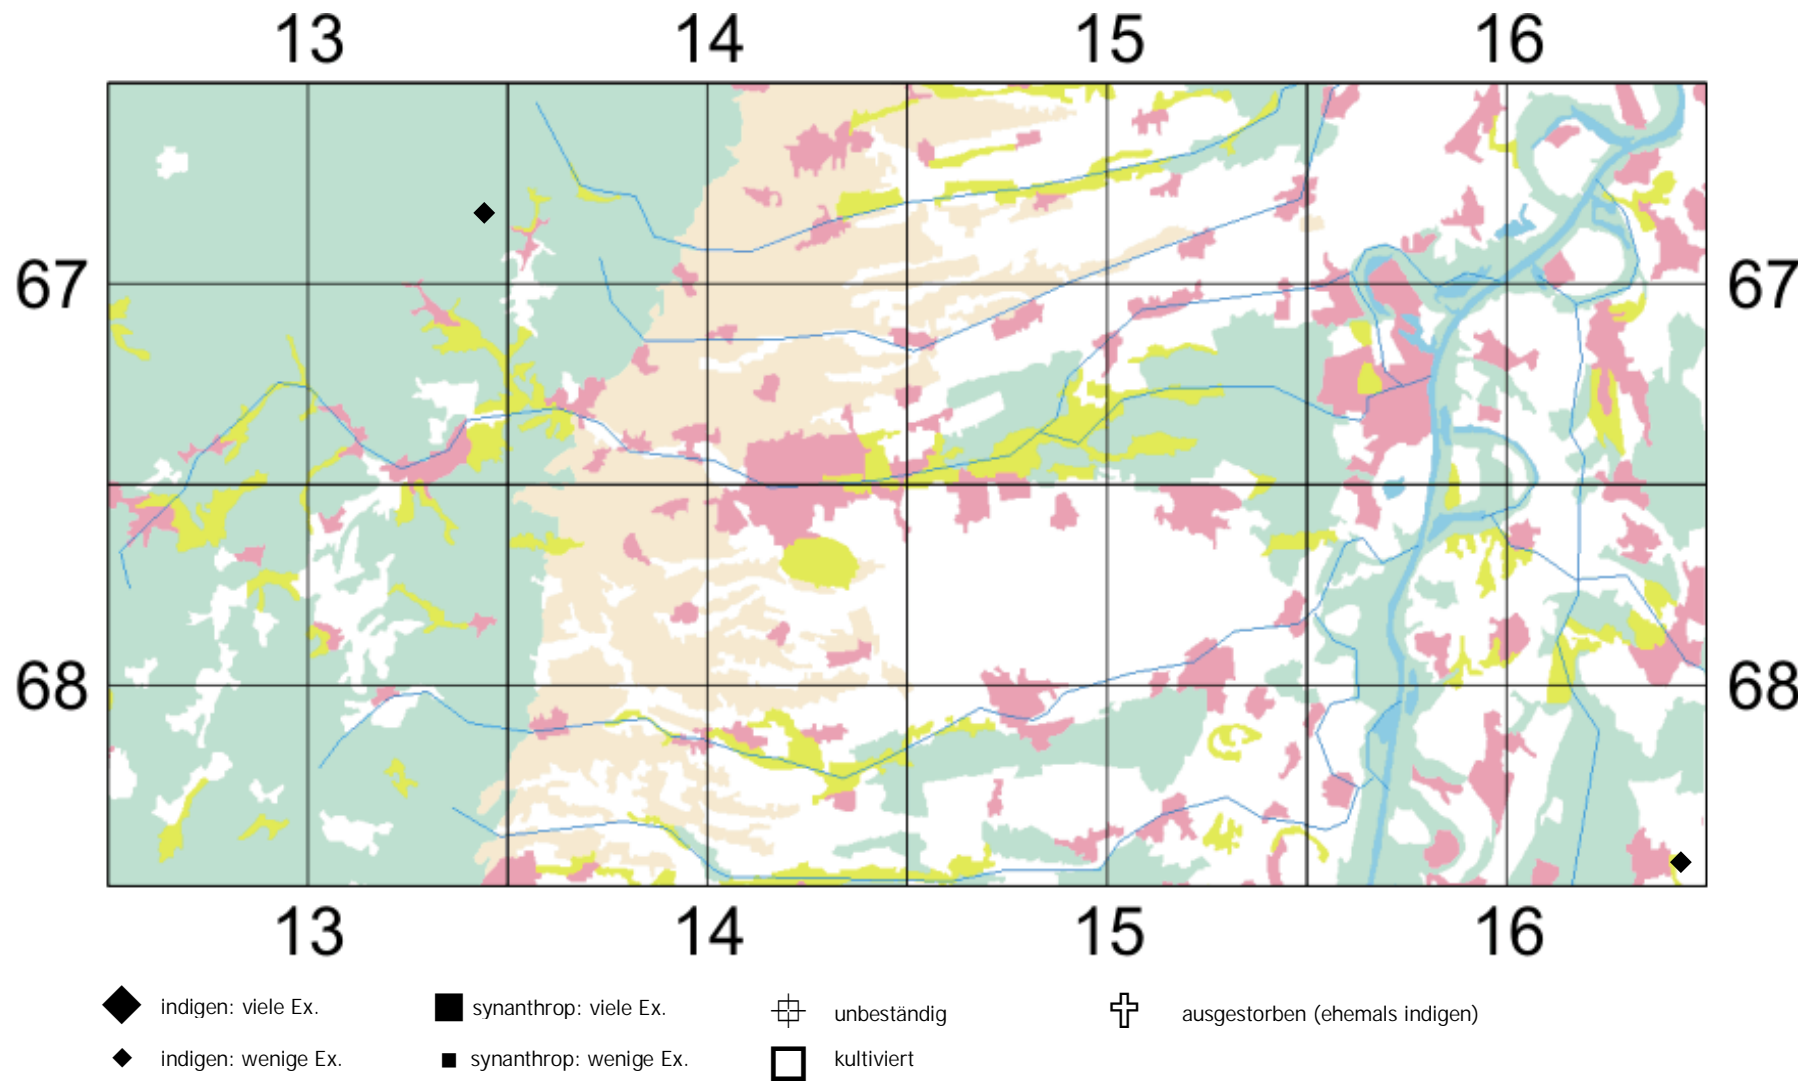 13 14 15 16
67 67
68 68
13 14 15 16
indigen: viele Ex. synanthrop: viele Ex. unbeständig ausgestorben (ehemals indigen)
indigen: wenige Ex. synanthrop: wenige Ex. kultiviert